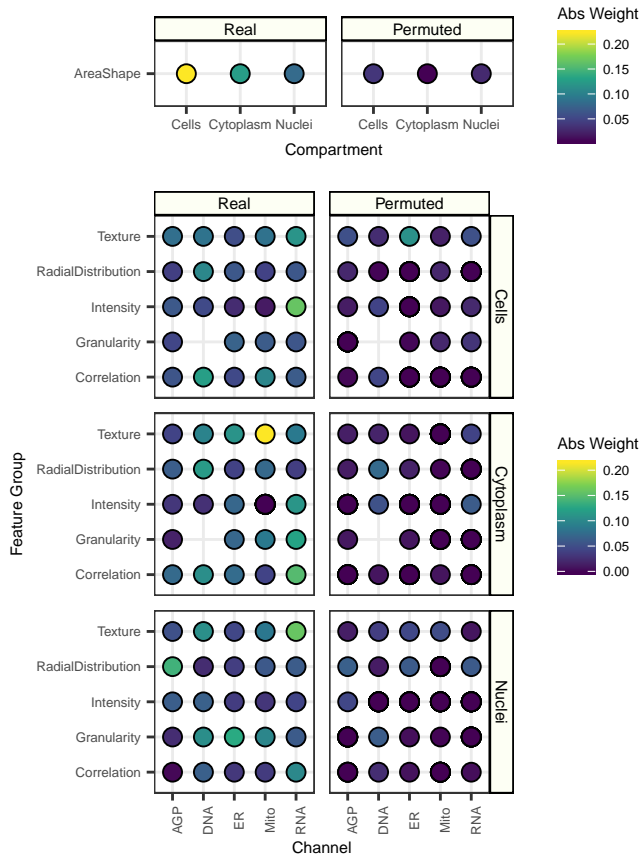 Real
Permuted
Abs Weight
0.20
0.15
0.10
0.05
AreaShape
Cells
Cytoplasm
Nuclei
Cells
Cytoplasm
Nuclei
Compartment
Real
Permuted
Texture
RadialDistribution
Intensity
Granularity
Correlation
Cells
Texture
RadialDistribution
Intensity
Granularity
Correlation
Cytoplasm
Texture
RadialDistribution
Intensity
Granularity
Correlation
Nuclei
Feature Group
Abs Weight
0.20
0.15
0.10
0.05
0.00
AGP
DNA
ER
Mito
RNA
AGP
DNA
ER
Mito
RNA
Channel